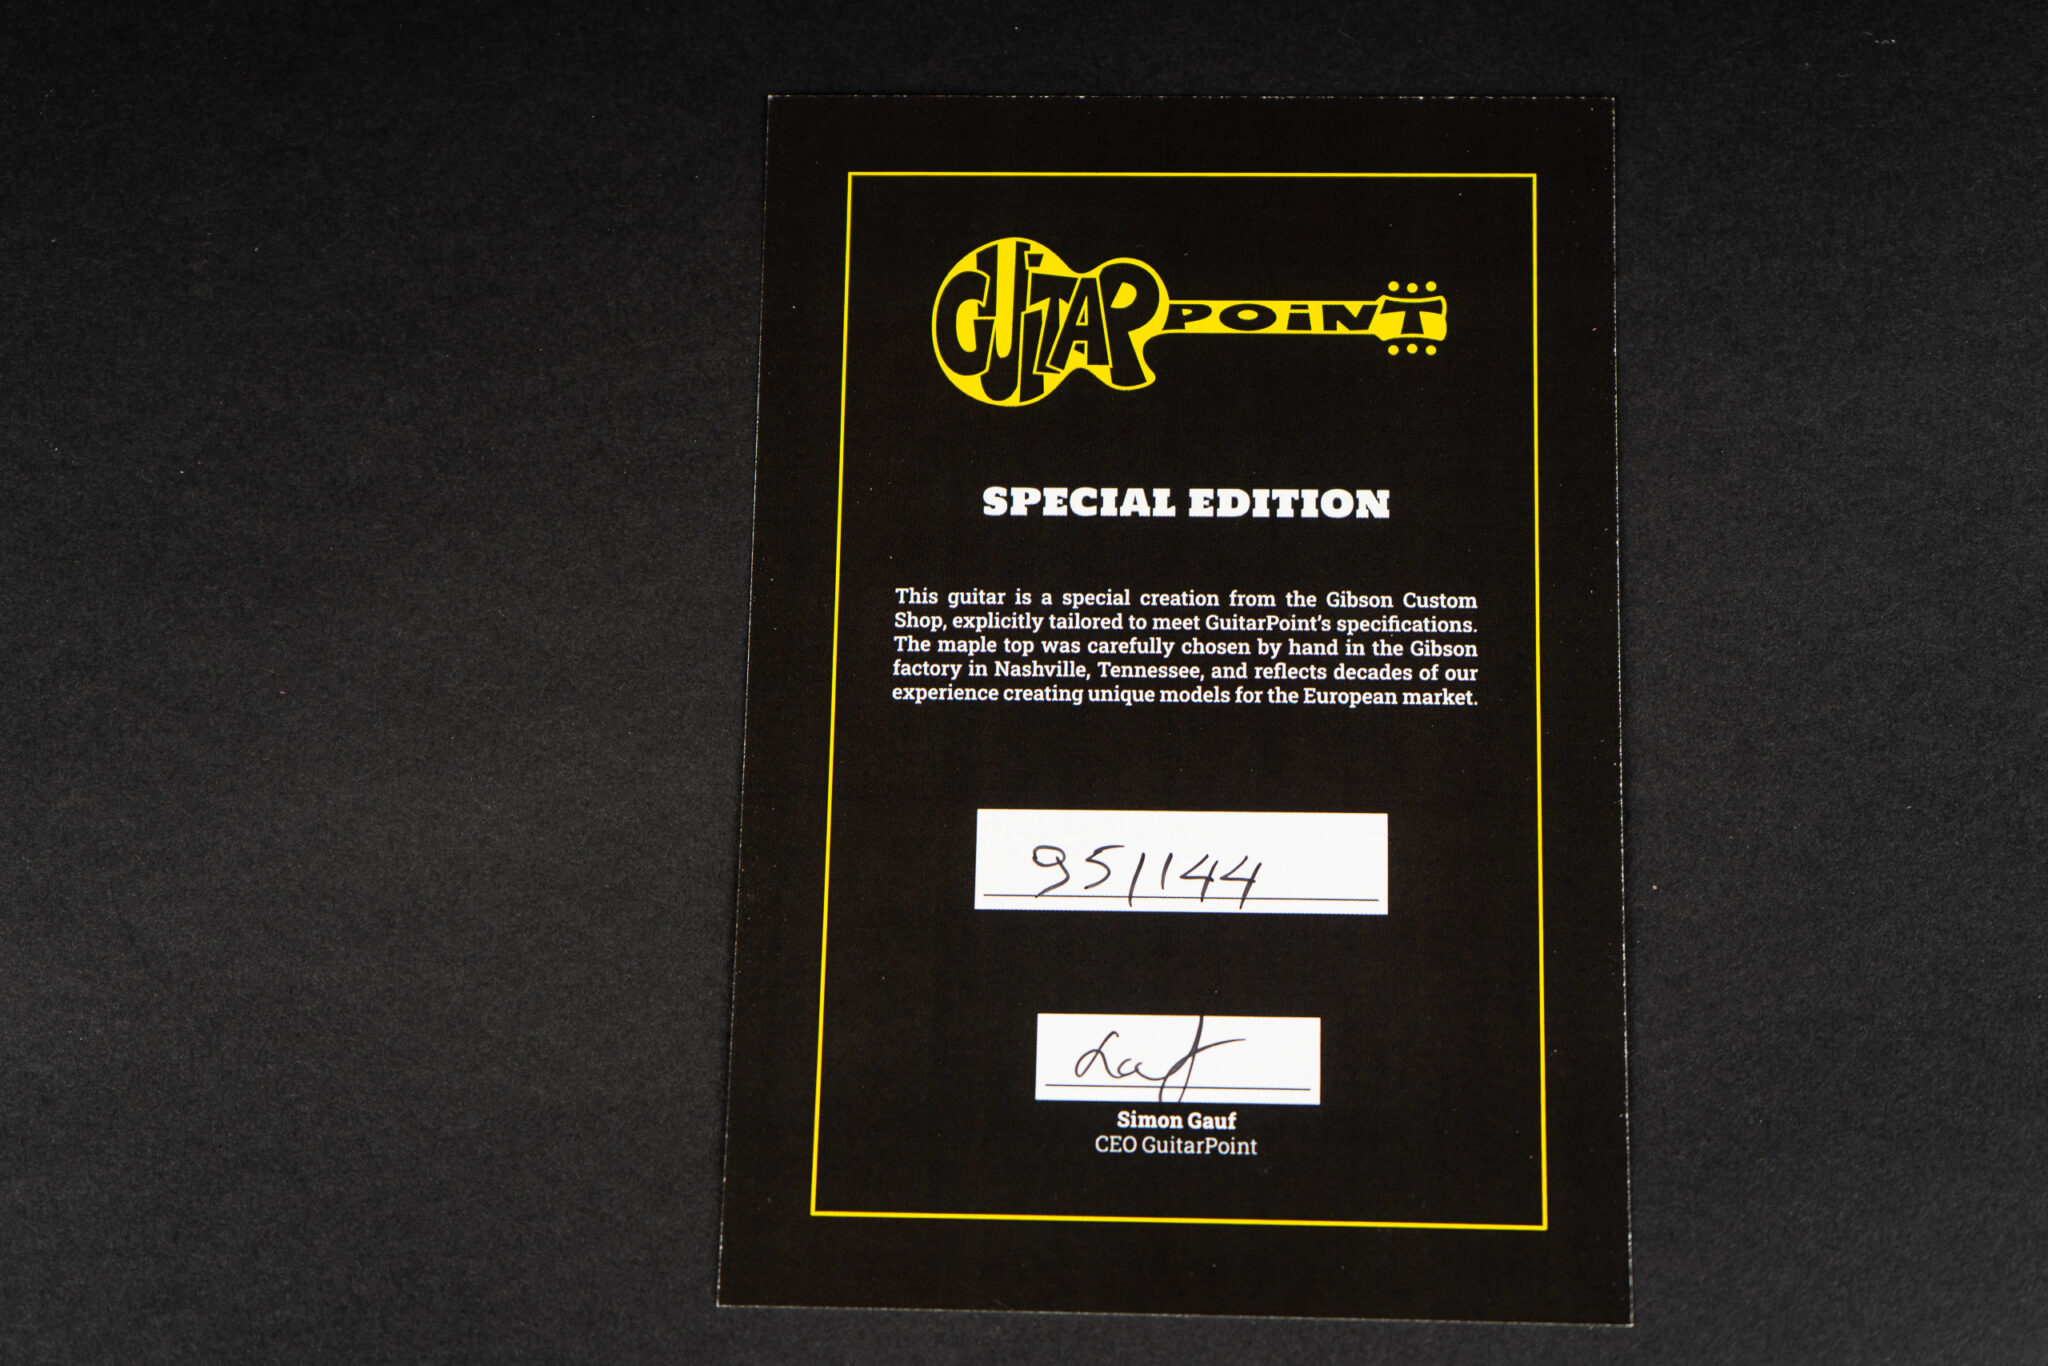 GUiTAR POiNT
SPECIAL EDITION
This guitar is a special creation from the Gibson Custom
Shop, explicitly tailored to meet GuitarPoint's specifications.
The maple top was carefully chosen by hand in the Gibson
factory in Nashville, Tennessee, and reflects decades of our
experience creating unique models for the European market.
95/144
Simon Gauf
CEO GuitarPoint